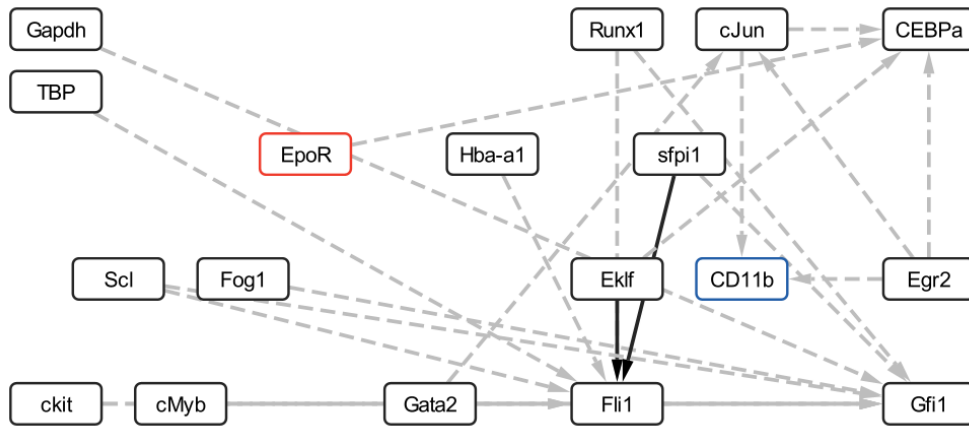 Gapdh
Runx1
cJun
CEBPa
TBP
EpoR
Hba-a1
sfpi1
Scl
Fog1
Eklf
CD11b
Egr2
ckit
cMyb
Gata2
Fli1
Gfi1